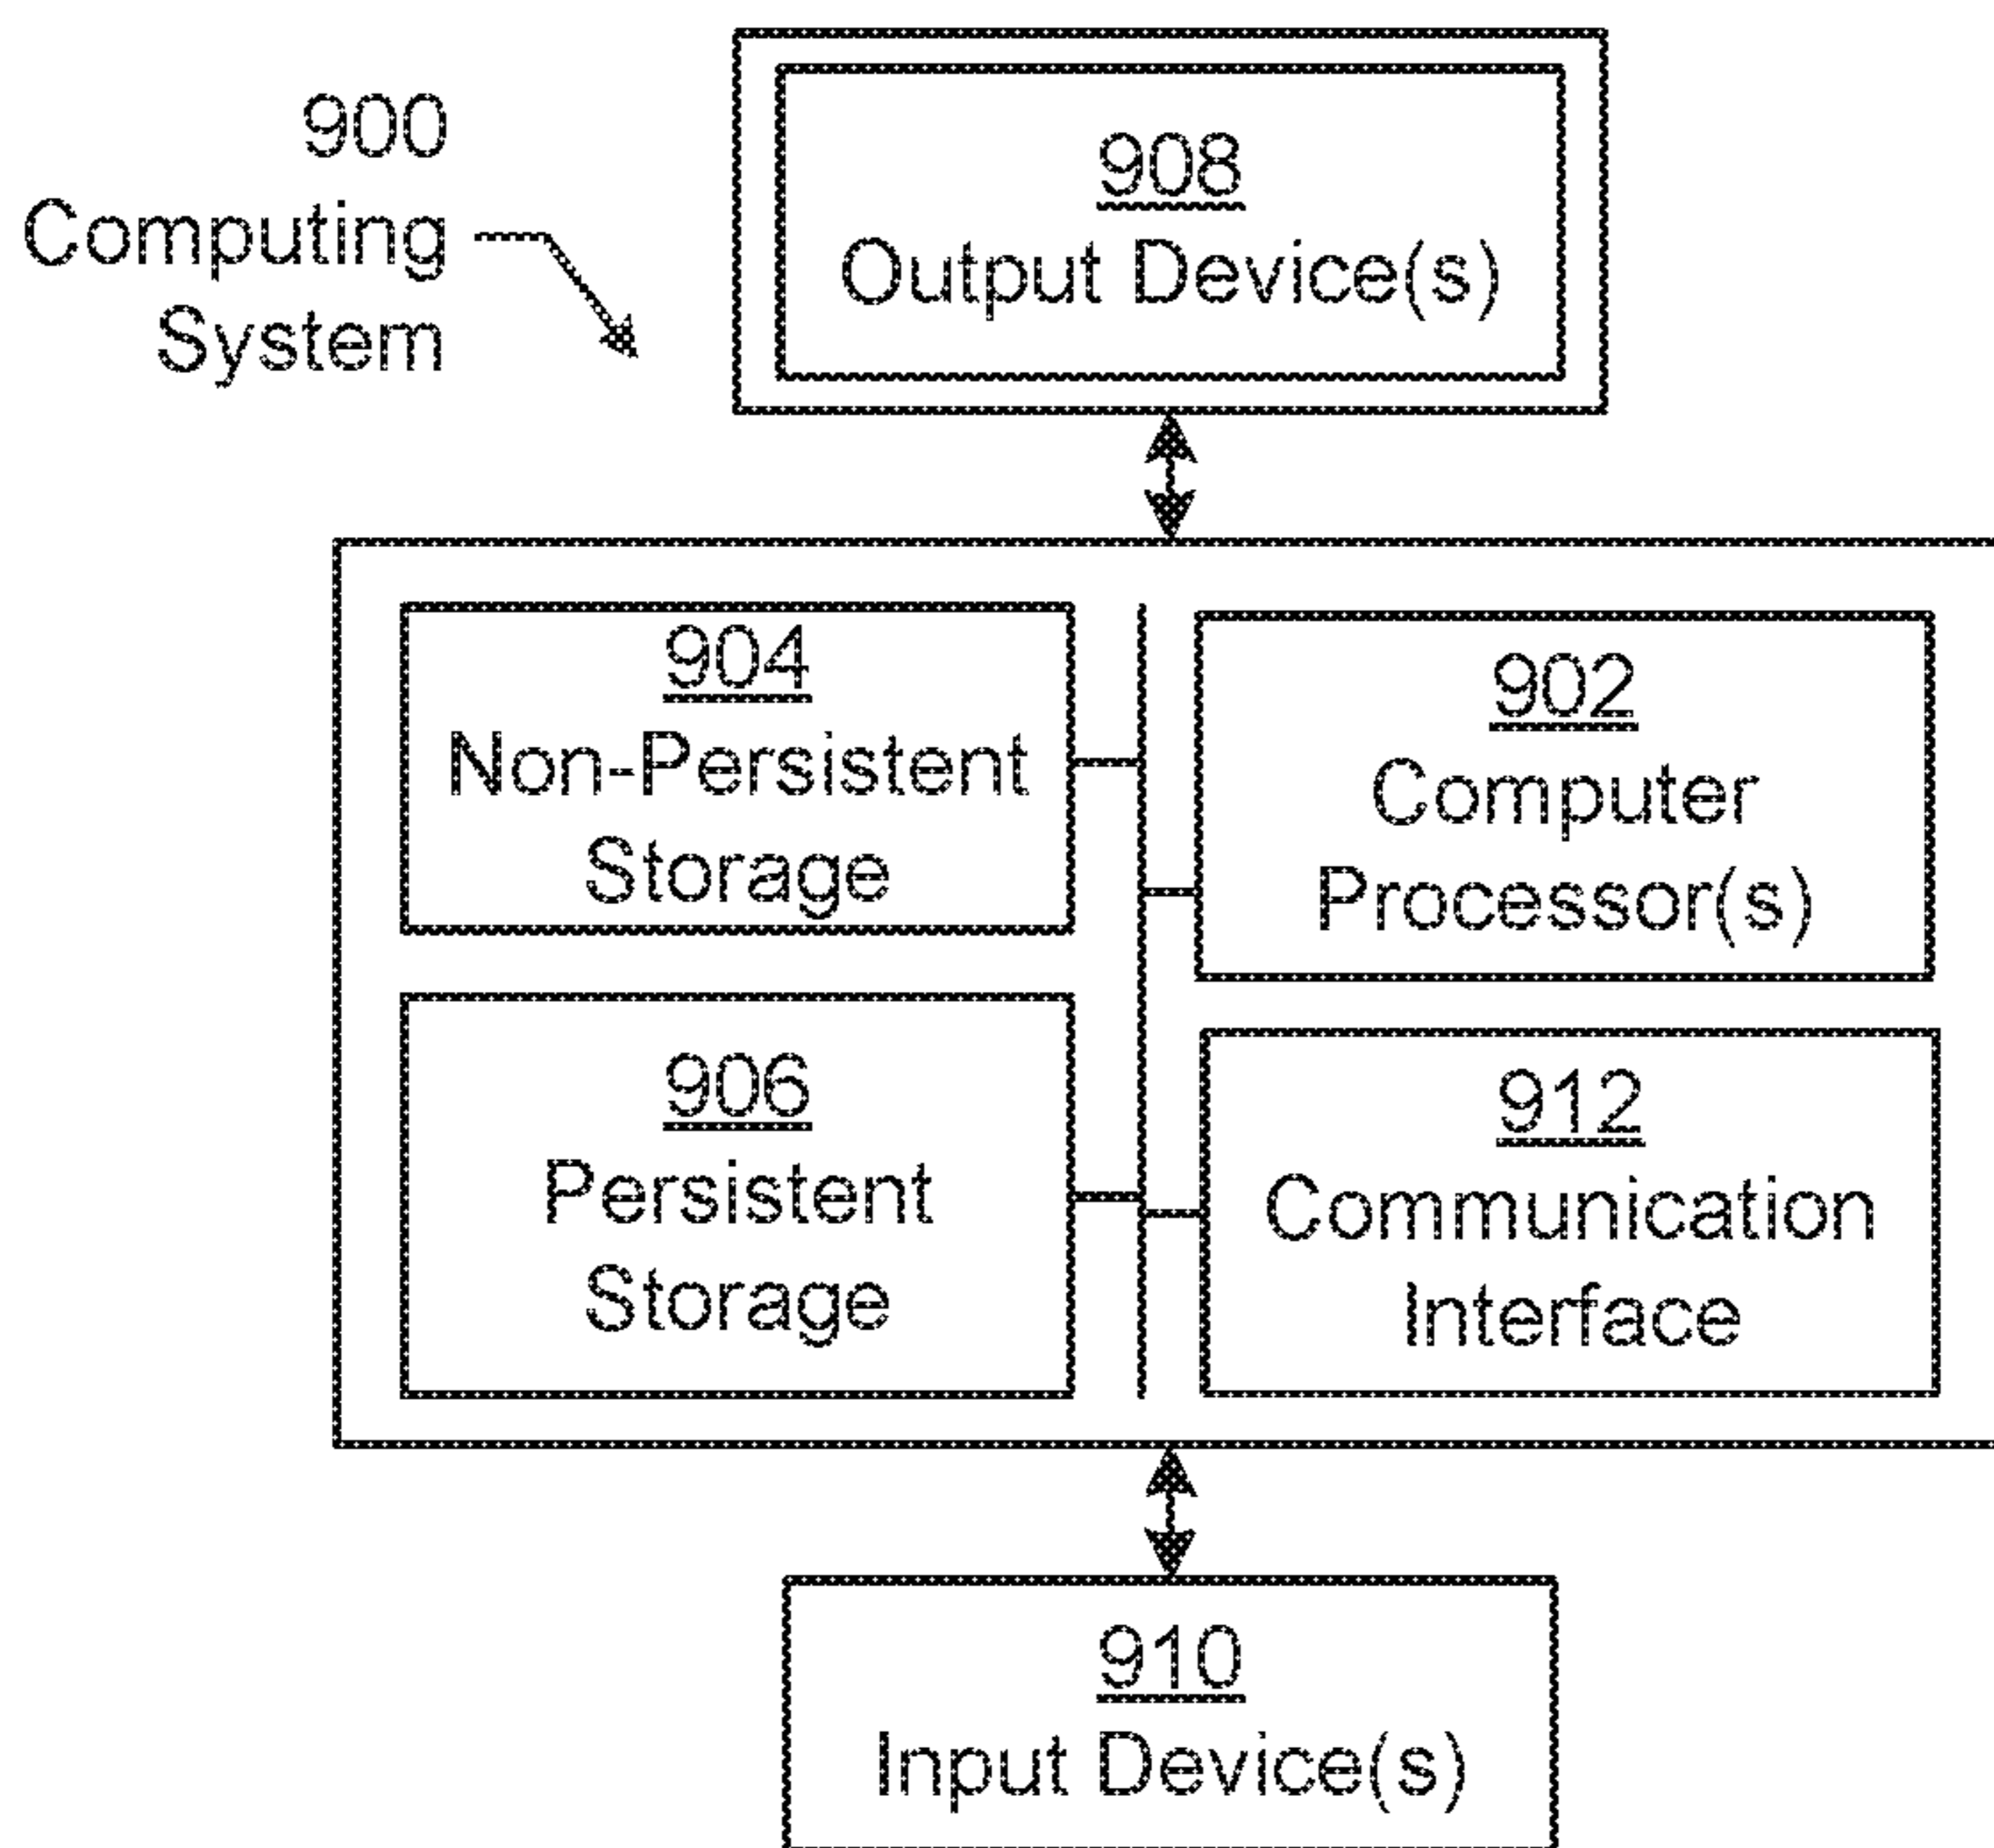 900
Computing
System
908
Output Device(s)
904
Non-Persistent
Storage
902
Computer
Processor(s)
906
Persistent
Storage
912
Communication
Interface
910
Input Device(s)